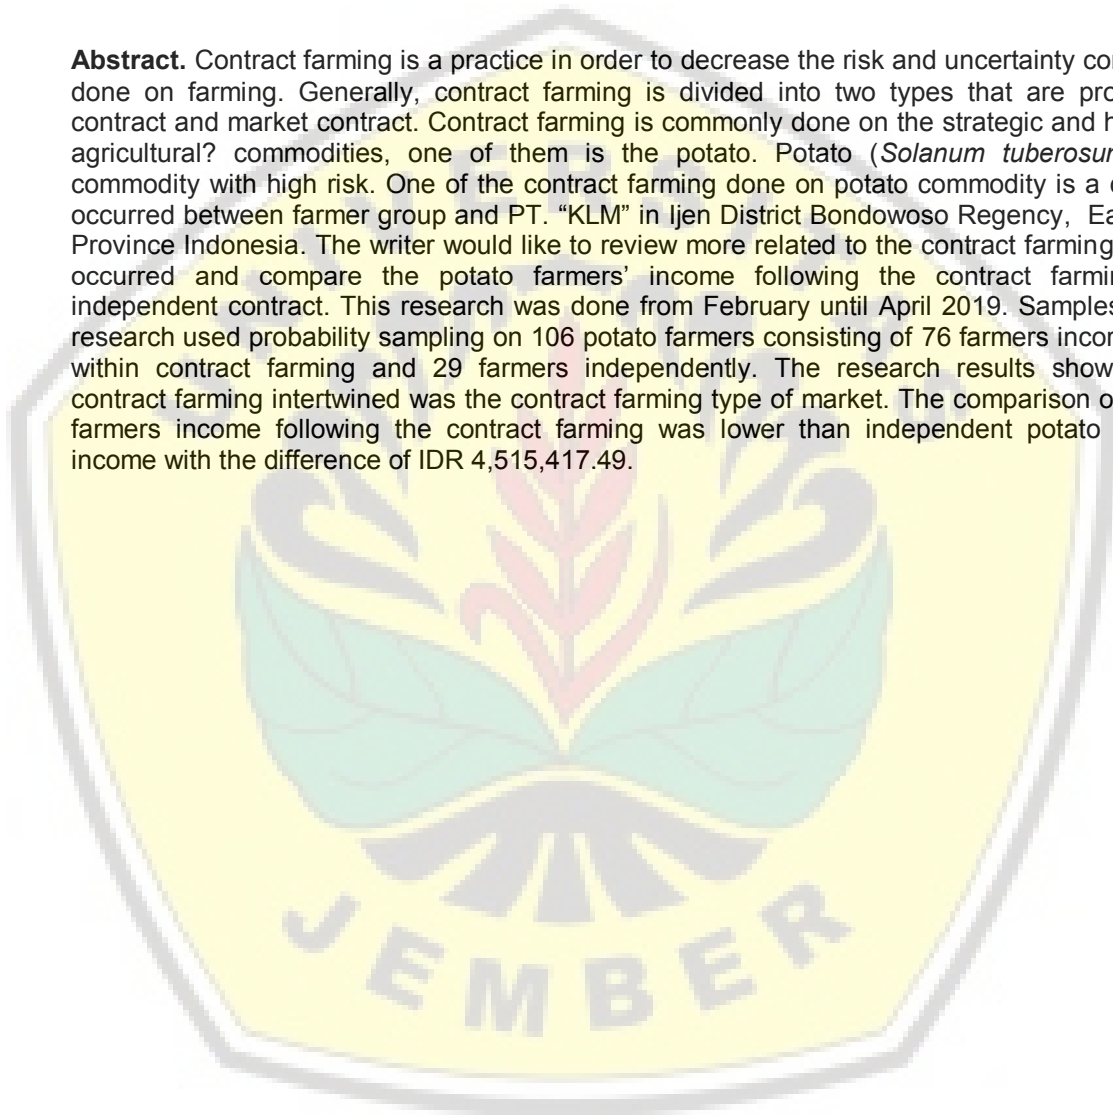 Abstract. Contract farming is a practice in order to decrease the risk and uncertainty
done on farming. Generally, contract farming is divided into two types that are
contract and market contract. Contract farming is commonly done on the strategic and
agricultural? commodities, one of them is the potato. Potato (Solanum
commodity with high risk. One of the contract farming done on potato commodity is a
occurred between farmer group and PT. “KLM” in Ijen District Bondowoso Regency,
Province Indonesia. The writer would like to review more related to the contract farming
occurred and compare the potato farmers’ income following the contract
independent contract. This research was done from February until April 2019. Samples
research used probability sampling on 106 potato farmers consisting of 76 farmers
within contract farming and 29 farmers independently. The research results
contract farming intertwined was the contract farming type of market. The comparison
farmers income following the contract farming was lower than independent potato
income with the difference of IDR 4,515,417.49.
UNIVERSITAS
JEMBER